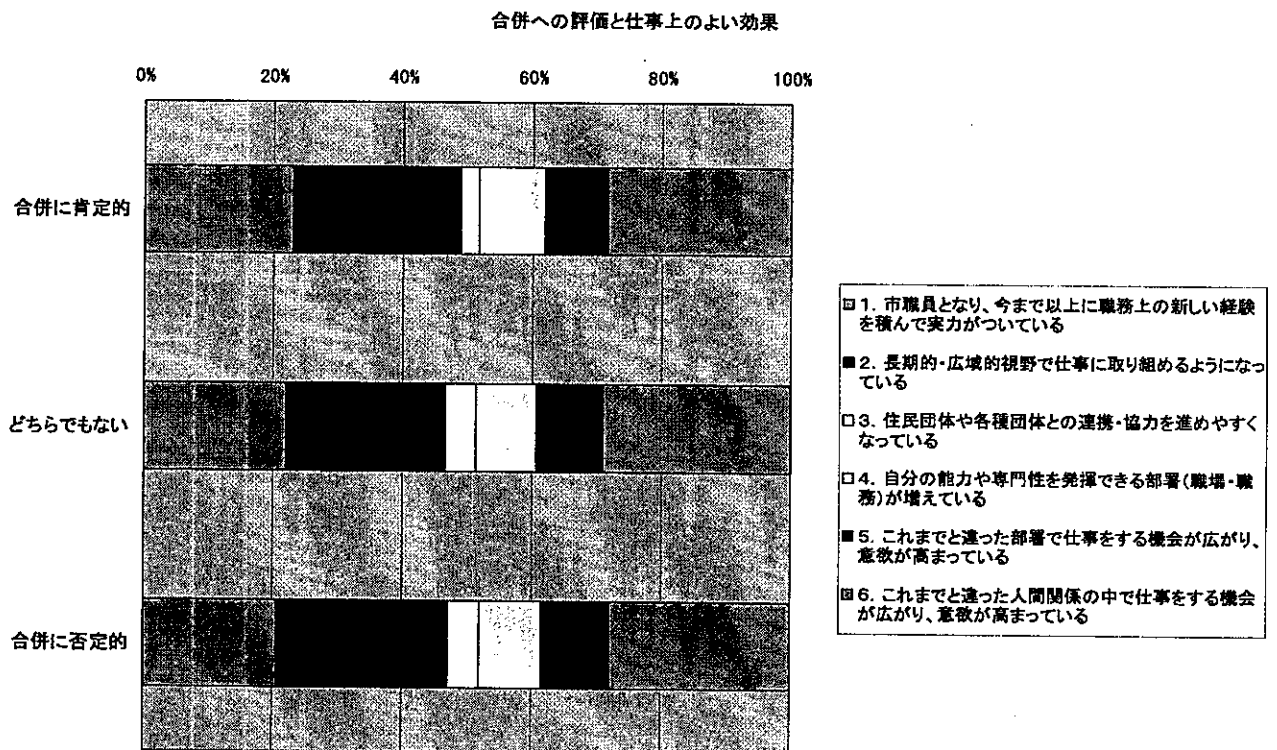 合併への評価と仕事上のよい効果
0% 20% 40% 60% 80% 100%
合併に肯定的
どちらでもない
合併に否定的
1. 市職員となり、今まで以上に職務上の新しい経験
を積んで実力がついている
2. 長期的・広域的視野で仕事に取り組めるようになっ
ている
3. 住民団体や各種団体との連携・協力を進めやすく
なっている
4. 自分の能力や専門性を発揮できる部署(職場・職
務)が増えている
5. これまでと違った部署で仕事をする機会が広がり、
意欲が高まっている
6. これまでと違った人間関係の中で仕事をする機会
が広がり、意欲が高まっている